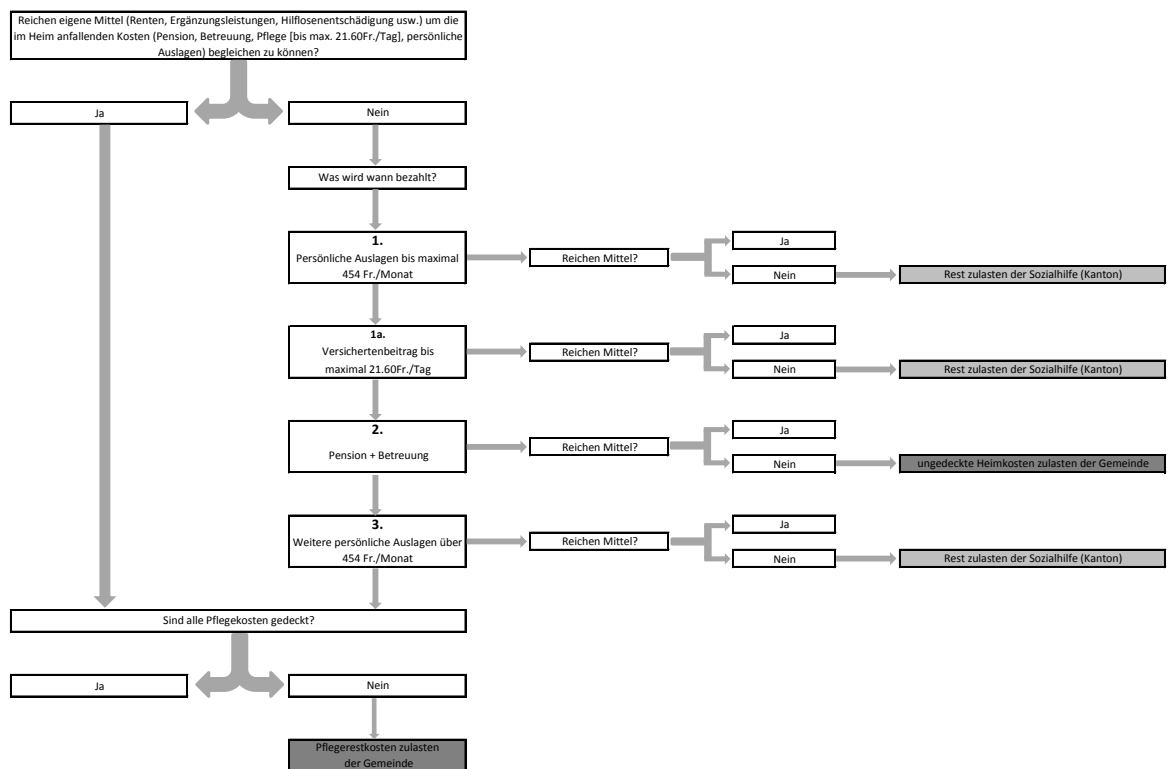 Reichen eigene Mittel (Renten, Ergänzungsleistungen, Hilflosenentschädigung usw.) um die
im Heim anfallenden Kosten (Pension, Betreuung, Pflege [bis max. 21.60Fr./Tag], persönliche
Auslagen) begleichen zu können?
Ja
Nein
Was wird wann bezahlt?
1.
Persönliche Auslagen bis maximal
454 Fr./Monat
Reichen Mittel?
Ja
Nein
Rest zulasten der Sozialhilfe (Kanton)
1a.
Versichertenbeitrag bis
maximal 21.60Fr./Tag
Reichen Mittel?
Ja
Nein
Rest zulasten der Sozialhilfe (Kanton)
2.
Pension + Betreuung
Reichen Mittel?
Ja
Nein
ungedeckte Heimkosten zulasten der Gemeinde
3.
Weitere persönliche Auslagen über
454 Fr./Monat
Reichen Mittel?
Ja
Nein
Rest zulasten der Sozialhilfe (Kanton)
Sind alle Pflegekosten gedeckt?
Ja
Nein
Pflegerestkosten zulasten
der Gemeinde